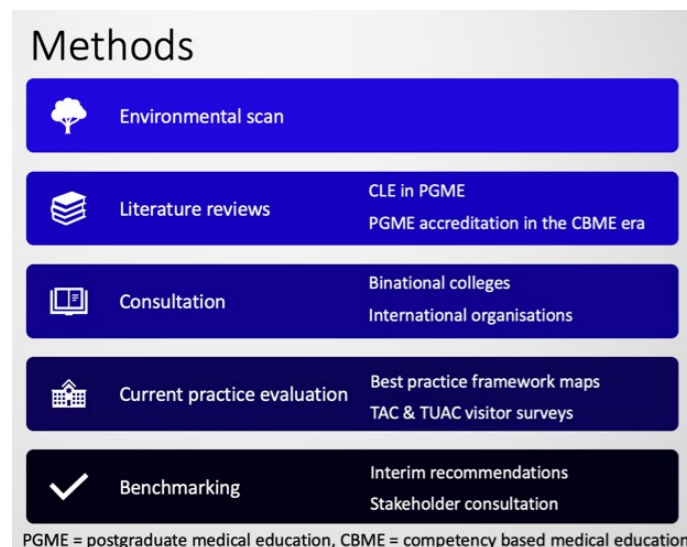 Methods
Environmental scan
Literature reviews
CLE in PGME
PGME accreditation in the CBME era
Consultation
Binational colleges
International organisations
Current practice evaluation
Best practice framework maps
TAC & TUAC visitor surveys
Benchmarking
Interim recommendations
Stakeholder consultation
PGME = postgraduate medical education, CBME = competency based medical education